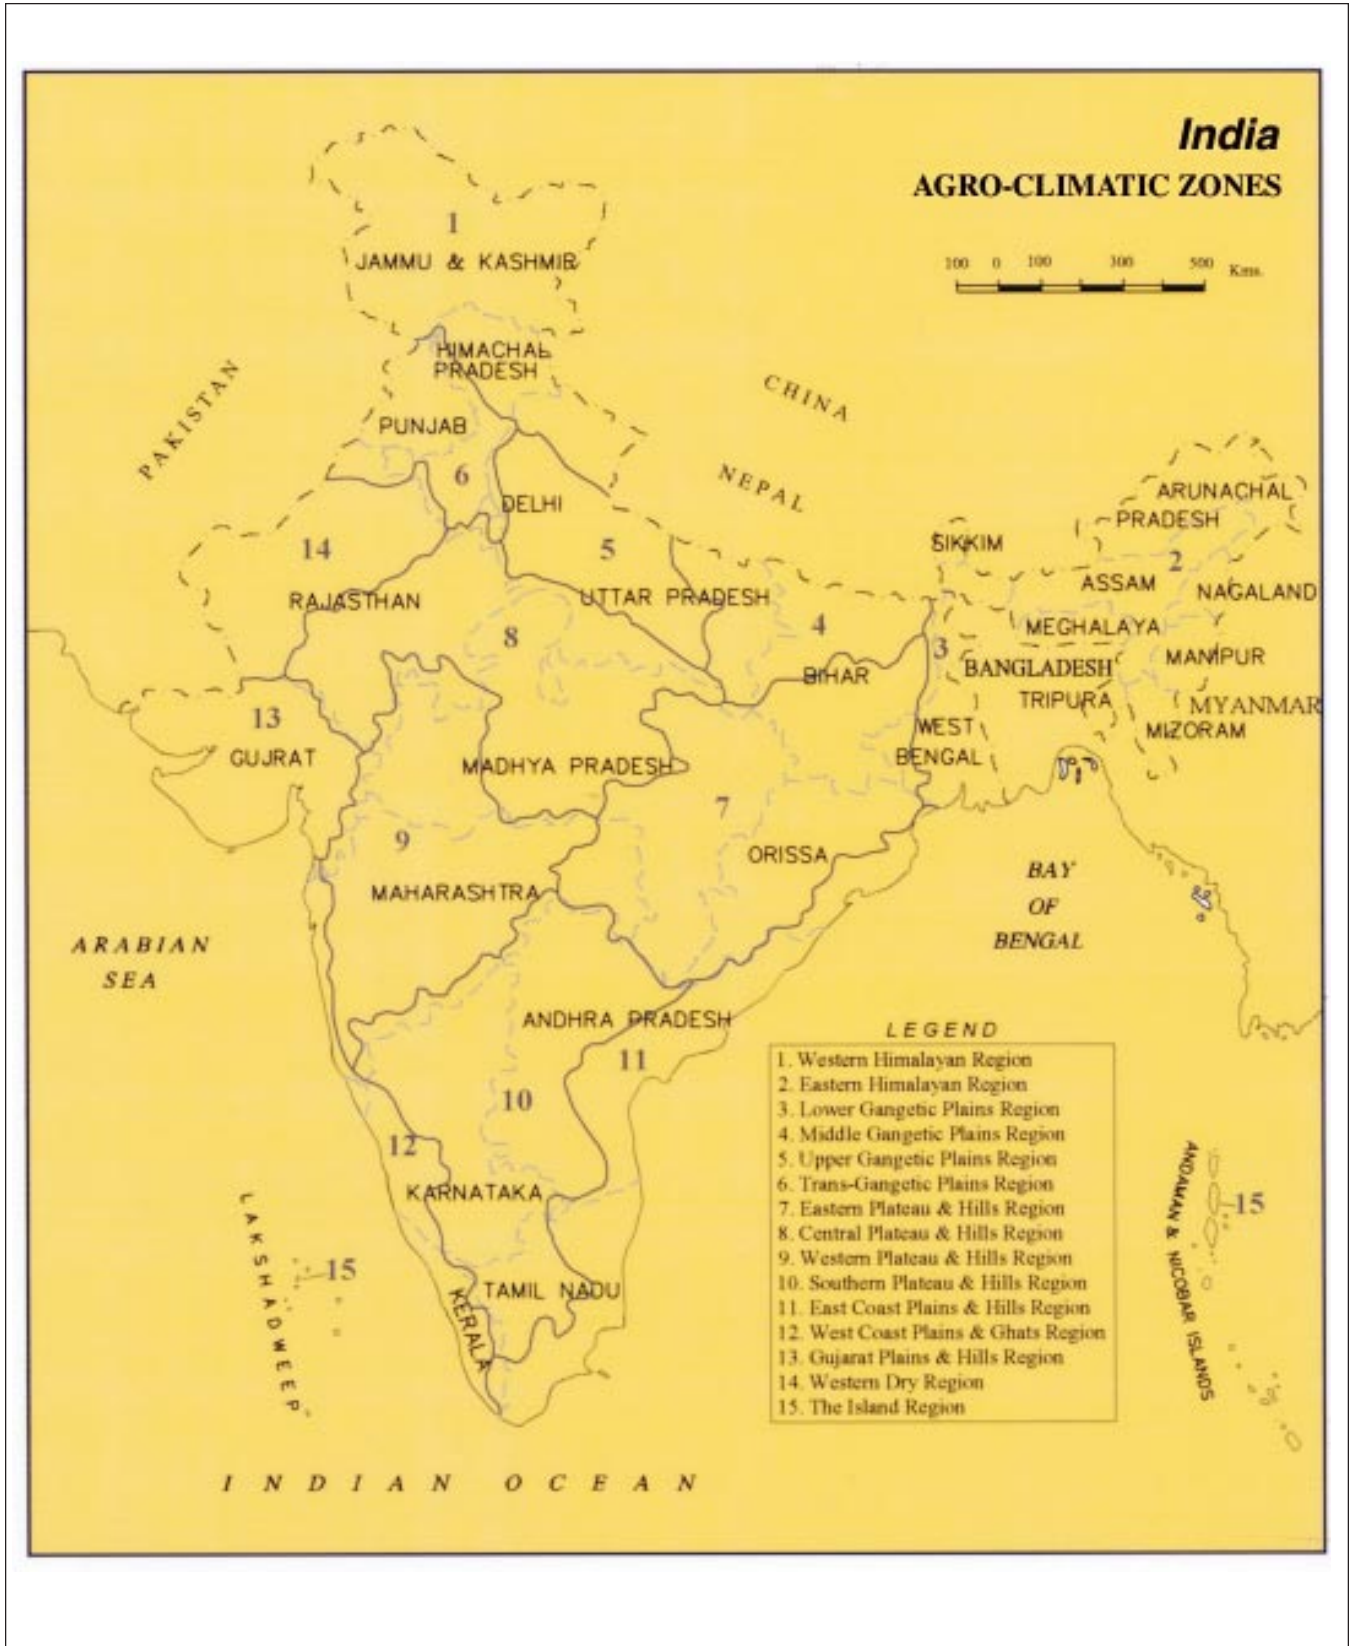 India
AGRO-CLIMATIC ZONES
100 0 100 300 500 Kms.
1
JAMMU & KASHMIR
HIMACHAL
PRADESH
PAKISTAN
CHINA
PUNJAB
6
NEPAL
DELHI
ARUNACHAL
PRADESH
14
5
SIKKIM
2
ASSAM
NAGALAND
RAJASTHAN
UTTAR PRADESH
8
4
MEGHALAYA
3
BIHAR
BANGLADESH
MANIPUR
TRIPURA
MYANMAR
13
WEST
BENGAL
MIZORAM
GUJRAT
MADHYA PRADESH
7
9
ORISSA
MAHARASHTRA
BAY
OF
BENGAL
ARABIAN
SEA
ANDHRA PRADESH
11
10
12
KARNATAKA
LAKSHADWEEP
15
TAMIL NADU
KERALA
LEGEND
1. Western Himalayan Region
2. Eastern Himalayan Region
3. Lower Gangetic Plains Region
4. Middle Gangetic Plains Region
5. Upper Gangetic Plains Region
6. Trans-Gangetic Plains Region
7. Eastern Plateau & Hills Region
8. Central Plateau & Hills Region
9. Western Plateau & Hills Region
10. Southern Plateau & Hills Region
11. East Coast Plains & Hills Region
12. West Coast Plains & Ghats Region
13. Gujarat Plains & Hills Region
14. Western Dry Region
15. The Island Region
ANDAMAN & NICOBAR ISLANDS
15
INDIAN OCEAN